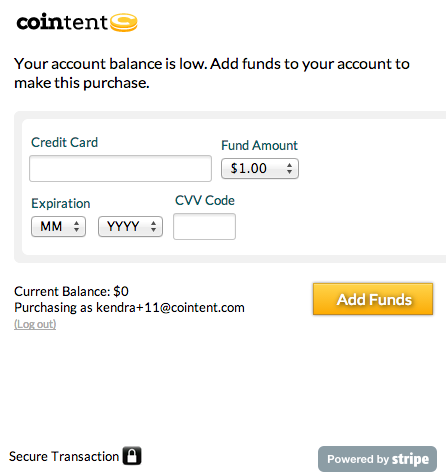 cointent
Your account balance is low. Add funds to your account to
make this purchase.
Credit Card
Fund Amount
$1.00
Expiration
CVV Code
MM
YYYY
Current Balance: $0
Purchasing as kendra+11@cointent.com
(Log out)
Add Funds
Secure Transaction
Powered by stripe